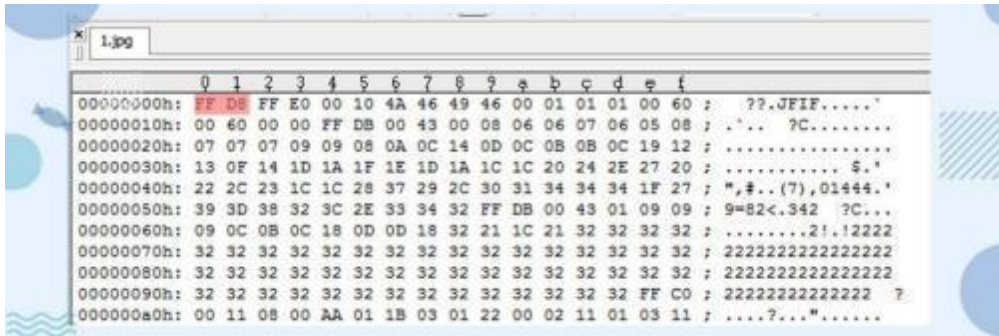 1.jpg
0 1 2 3 4 5 6 7 8 9 a b c d e f
00000000h: FF D8 FF E0 00 10 4A 46 49 46 00 01 01 01 00 60 ; ??.JFIF.....`
00000010h: 00 60 00 00 FF DB 00 43 00 08 06 06 07 06 05 08 ; .`.. ?C........
00000020h: 07 07 07 09 09 08 0A 0C 14 0D 0C 0B 0B 0C 19 12 ; ................
00000030h: 13 0F 14 1D 1A 1F 1E 1D 1A 1C 1C 20 24 2E 27 20 ; ........... $.'
00000040h: 22 2C 23 1C 1C 28 37 29 2C 30 31 34 34 34 1F 27 ; ",#..(7),01444.'
00000050h: 39 3D 38 32 3C 2E 33 34 32 FF DB 00 43 01 09 09 ; 9=82<.342 ?C...
00000060h: 09 0C 0B 0C 18 0D 0D 18 32 21 1C 21 32 32 32 32 ; ........2!.!2222
00000070h: 32 32 32 32 32 32 32 32 32 32 32 32 32 32 32 32 ; 2222222222222222
00000080h: 32 32 32 32 32 32 32 32 32 32 32 32 32 32 32 32 ; 2222222222222222
00000090h: 32 32 32 32 32 32 32 32 32 32 32 32 32 32 FF C0 ; 22222222222222 ?
000000a0h: 00 11 08 00 AA 01 1B 03 01 22 00 02 11 01 03 11 ; ....?..."......